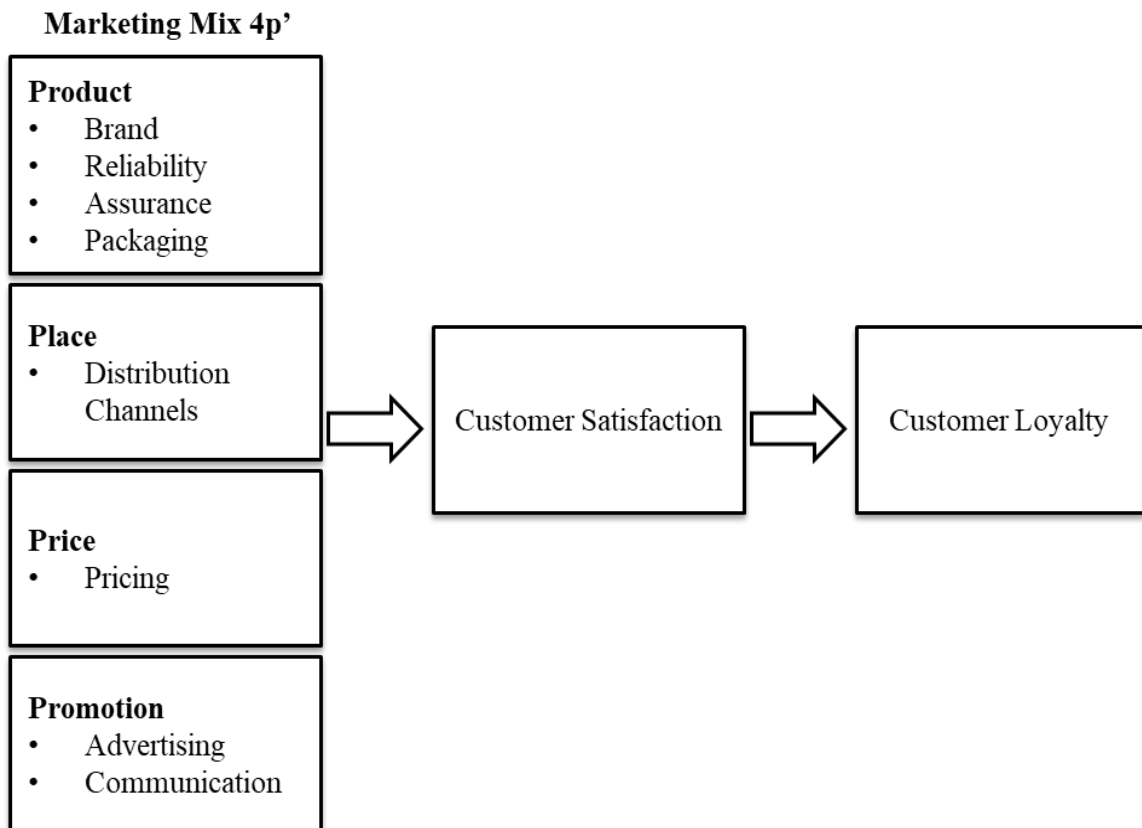 Marketing Mix 4p’
Product
• Brand
• Reliability
• Assurance
• Packaging
Place
• Distribution
Channels
Price
• Pricing
Promotion
• Advertising
• Communication
Customer Satisfaction
Customer Loyalty